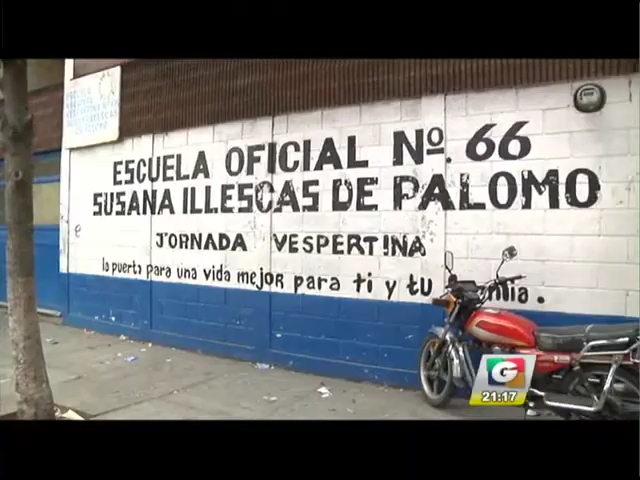 ESCUELA OFICIAL Nº. 66
SUSANA ILLESCAS DE PALOMO
JORNADA VESPERTINA
la puerta para una vida mejor para ti y tu
G
21:17